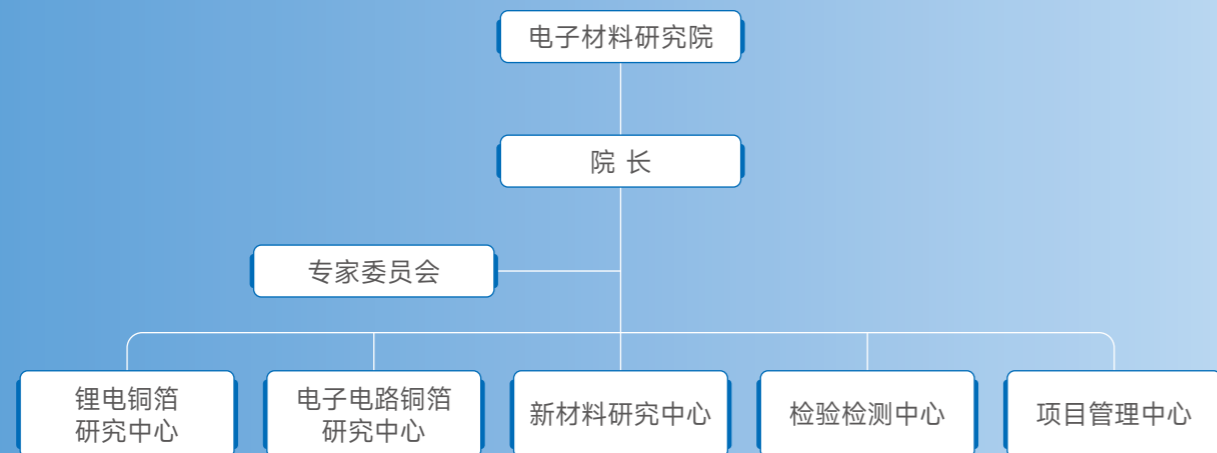 电子材料研究院
院 长
专家委员会
锂电铜箔
研究中心
电子电路铜箔
研究中心
新材料研究中心
检验检测中心
项目管理中心